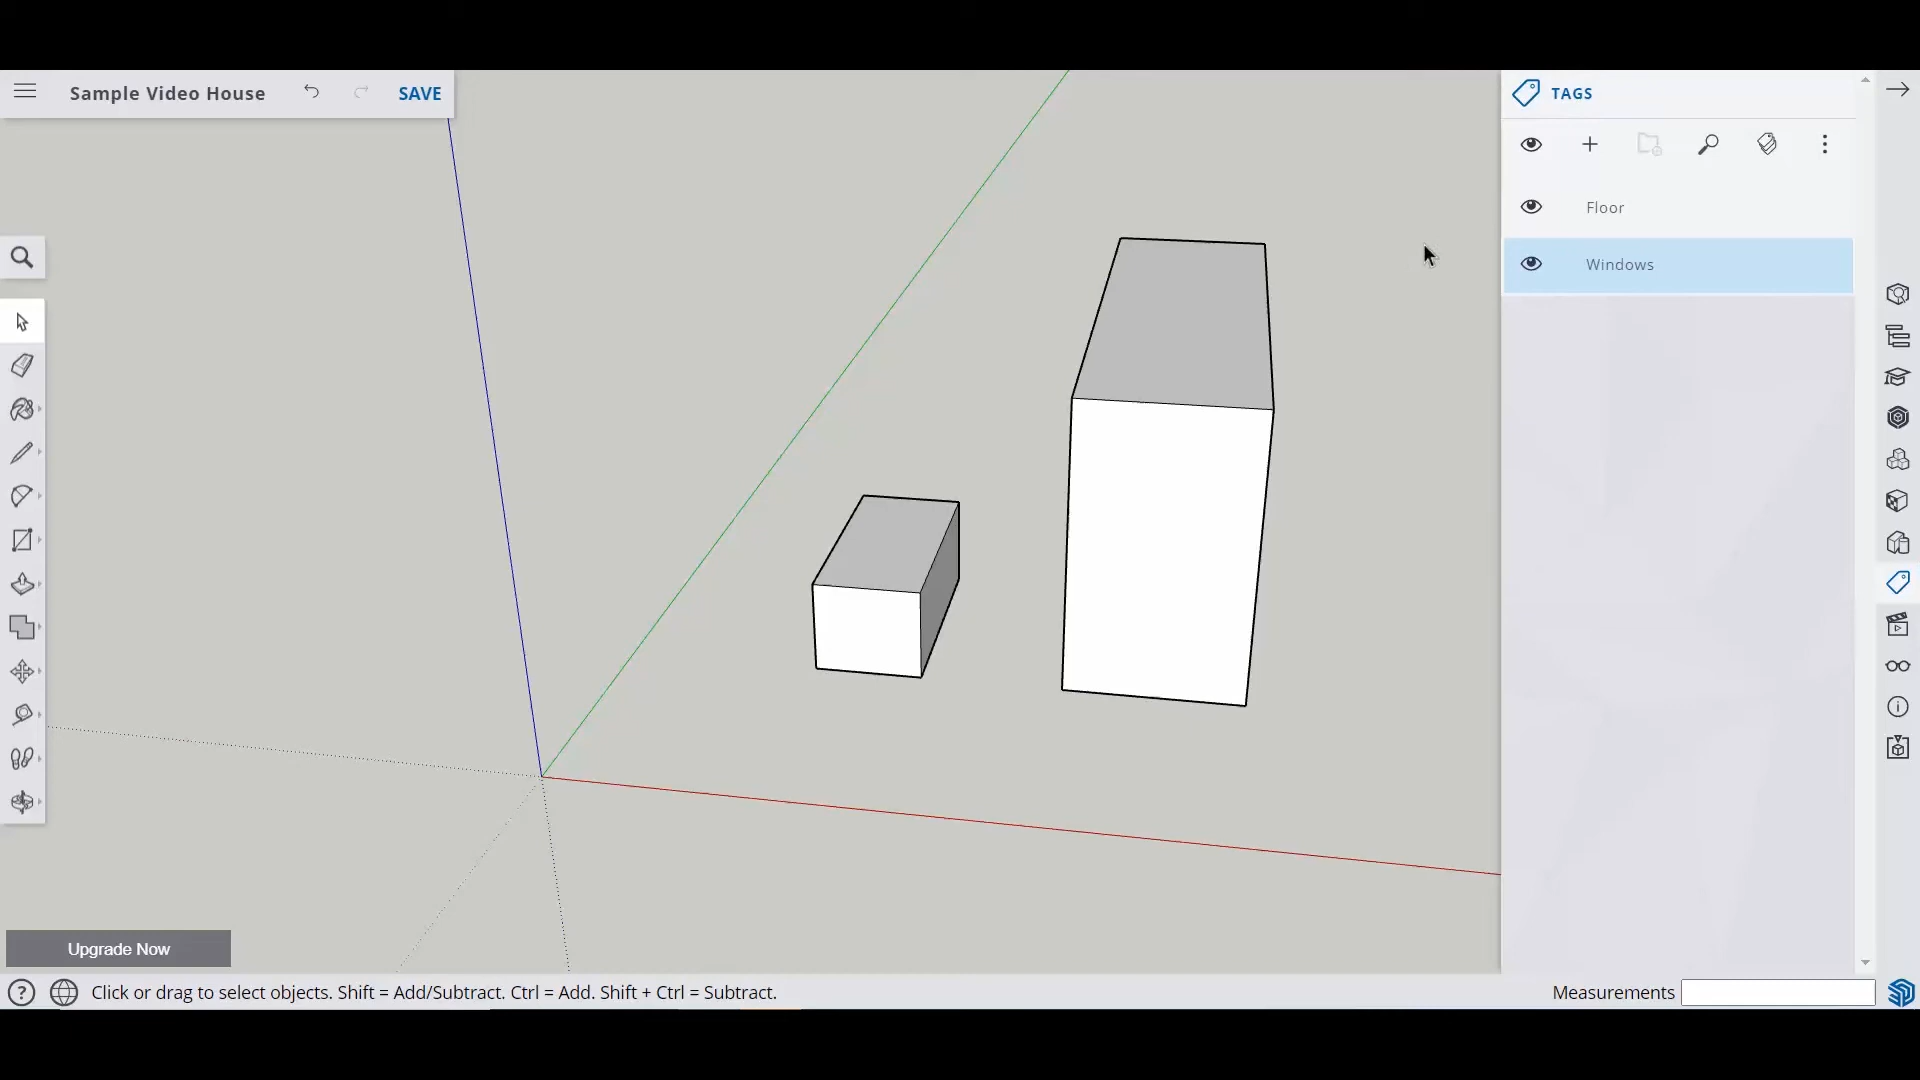 Sample Video House
SAVE
TAGS
Floor
Windows
Upgrade Now
Click or drag to select objects. Shift = Add/Subtract. Ctrl = Add. Shift + Ctrl = Subtract.
Measurements